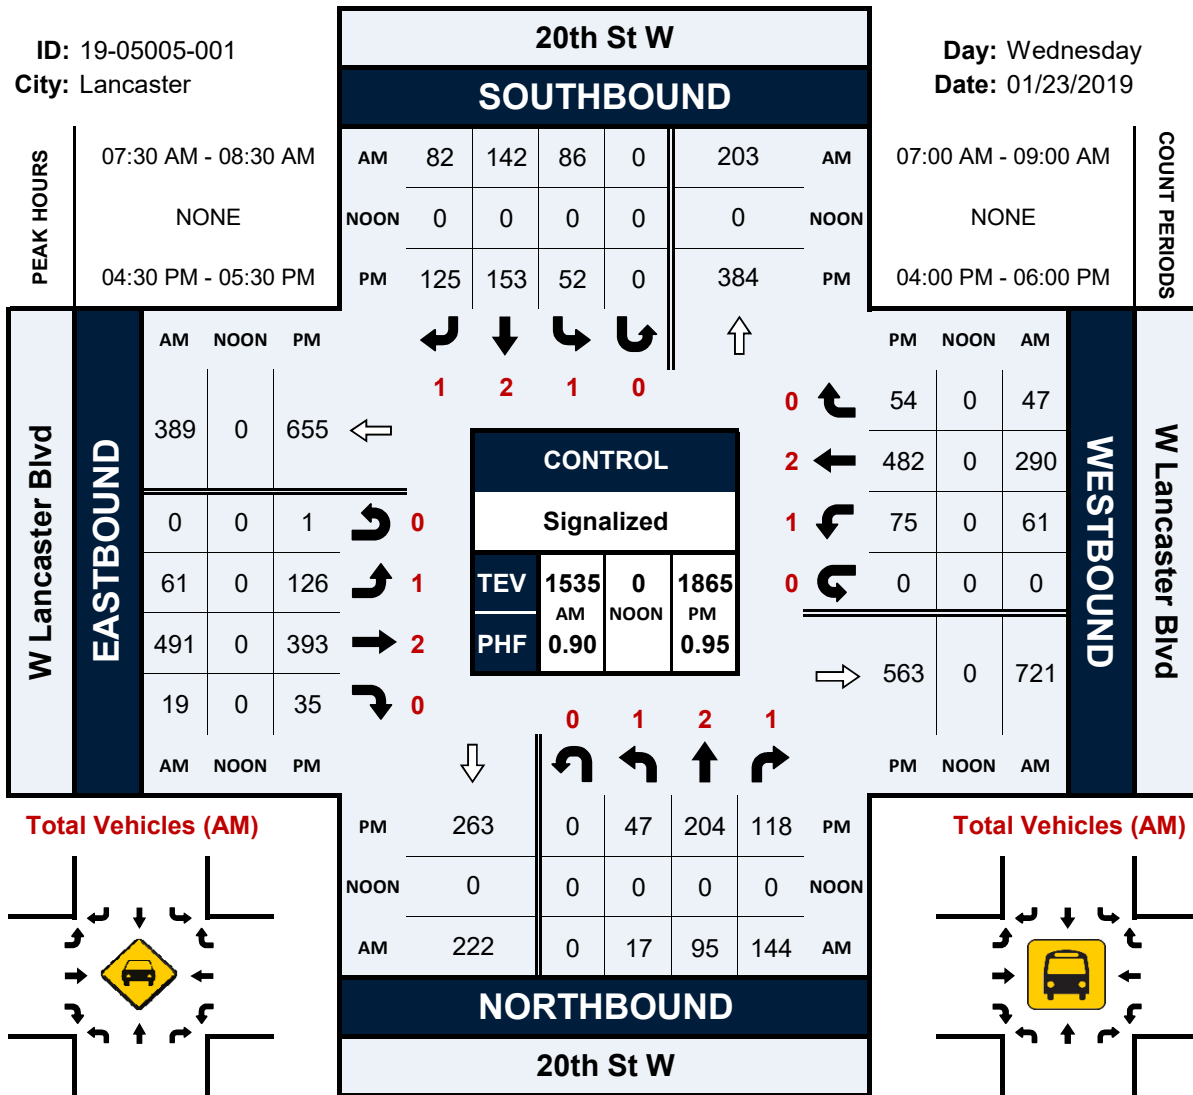 20th St W
ID: 19-05005-001
Day: Wednesday
City: Lancaster
Date: 01/23/2019
SOUTHBOUND
PEAK HOURS
07:30 AM - 08:30 AM
AM 82 142 86 0 203 AM
07:00 AM - 09:00 AM
COUNT PERIODS
NONE
NOON 0 0 0 0 0 NOON
NONE
04:30 PM - 05:30 PM
PM 125 153 52 0 384 PM
04:00 PM - 06:00 PM
AM NOON PM
PM NOON AM
1 2 1 0
W Lancaster Blvd
EASTBOUND
389 0 655
0 0 1 0
61 0 126 1
491 0 393 2
19 0 35 0
AM NOON PM
CONTROL
Signalized
TEV 1535 0 1865
AM NOON PM
PHF 0.90 0.95
0 54 0 47
2 482 0 290
1 75 0 61
0 0 0 0
563 0 721
PM NOON AM
WESTBOUND
W Lancaster Blvd
0 1 2 1
Total Vehicles (AM)
PM 263 0 47 204 118 PM
Total Vehicles (AM)
NOON 0 0 0 0 0 NOON
AM 222 0 17 95 144 AM
NORTHBOUND
20th St W